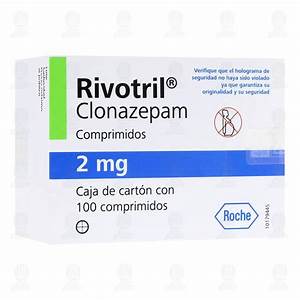 Verifique que el holograma de
seguridad no haya sido violado
ya que garantiza su
originalidad y su seguridad
Rivotril®
Clonazepam
Comprimidos
2 mg
Caja de cartón con
100 comprimidos
Roche
10179445